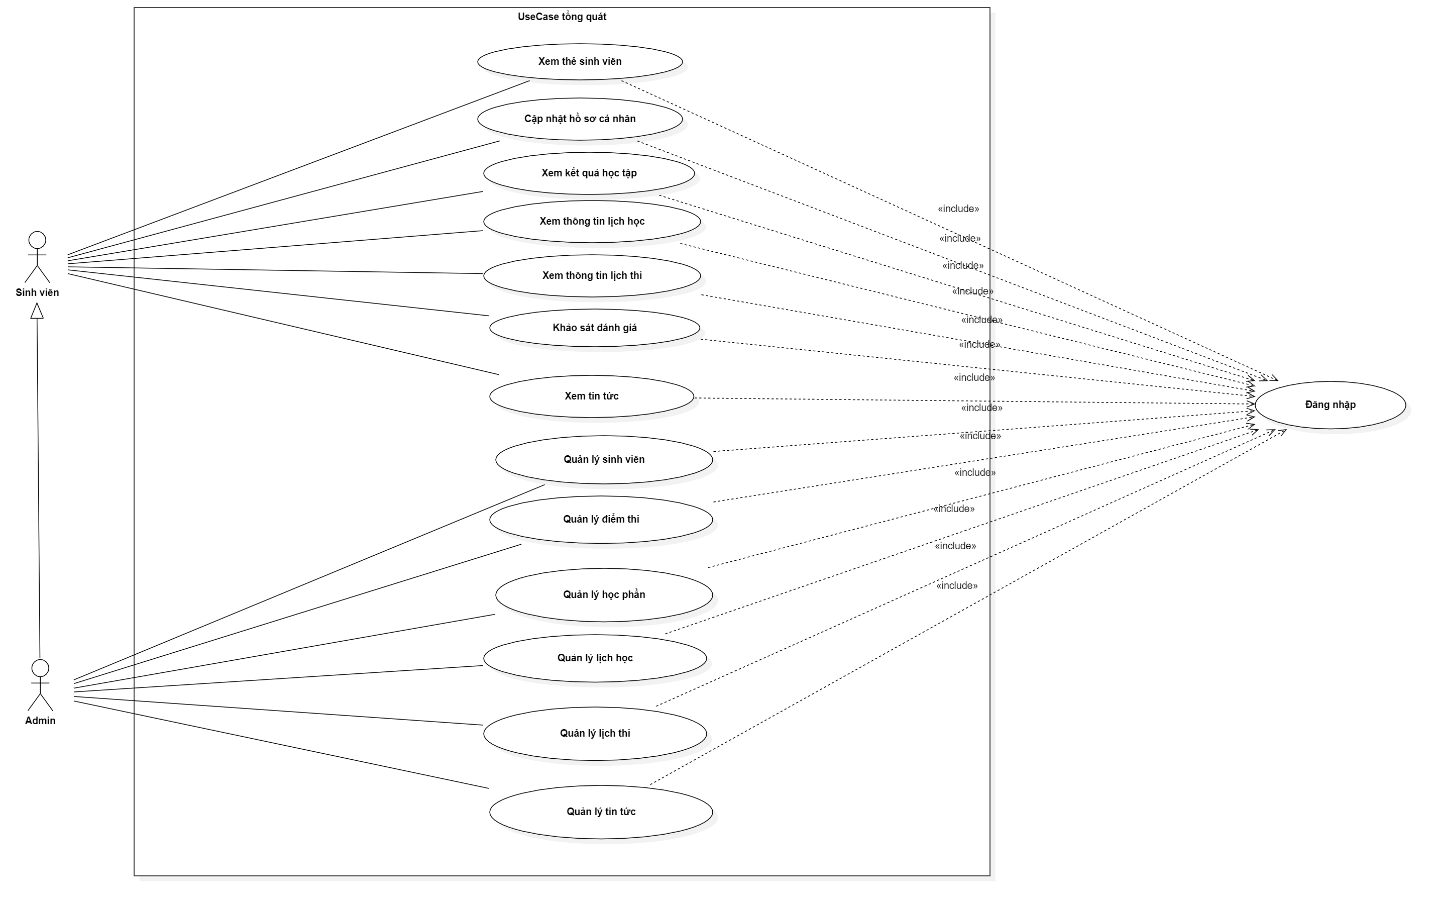 UseCase tổng quát
Xem thẻ sinh viên
Cập nhật hồ sơ cá nhân
Xem kết quả học tập
Xem thông tin lịch học
Xem thông tin lịch thi
Khảo sát đánh giá
Xem tin tức
Quản lý sinh viên
Quản lý điểm thi
Quản lý học phần
Quản lý lịch học
Quản lý lịch thi
Quản lý tin tức
Sinh viên
Admin
«include»
«include»
«include»
«include»
«include»
«include»
«include»
«include»
«include»
«include»
«include»
«include»
«include»
Đăng nhập